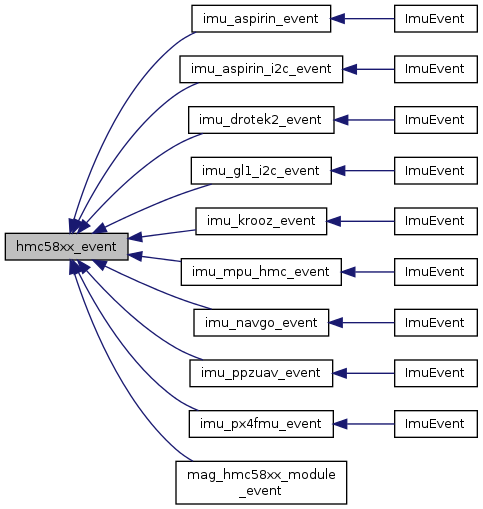 imu_aspirin_event
ImuEvent
imu_aspirin_i2c_event
ImuEvent
imu_drotek2_event
ImuEvent
imu_gl1_i2c_event
ImuEvent
imu_krooz_event
ImuEvent
hmc58xx_event
imu_mpu_hmc_event
ImuEvent
imu_navgo_event
ImuEvent
imu_ppzuav_event
ImuEvent
imu_px4fmu_event
ImuEvent
mag_hmc58xx_module
_event